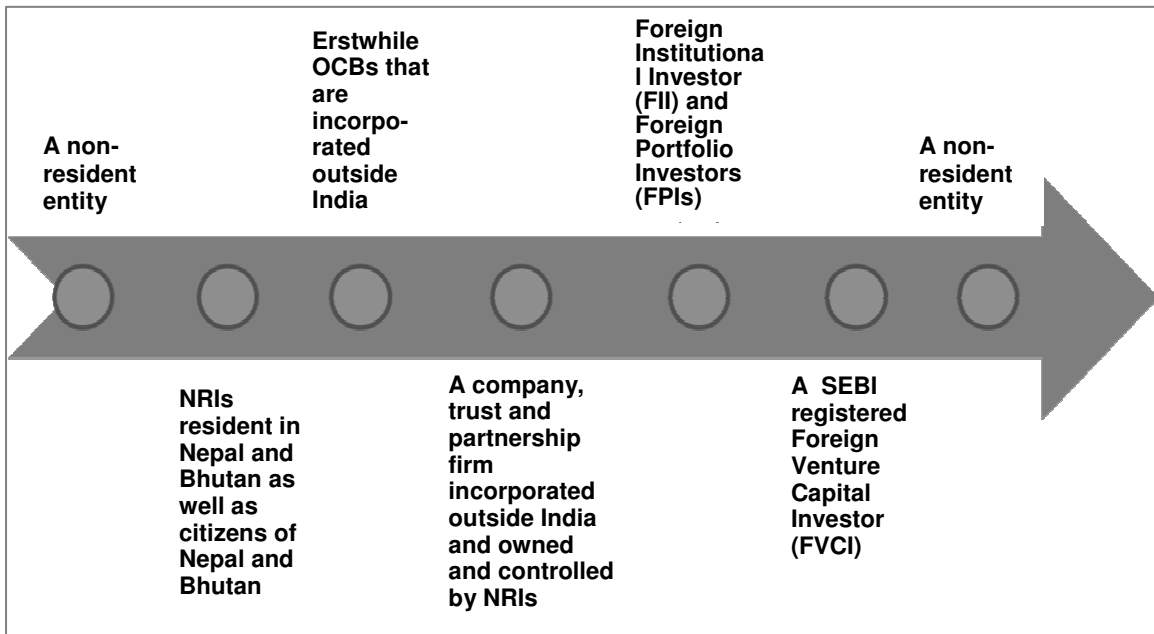 A non-
resident
entity
NRIs
resident in
Nepal and
Bhutan as
well as
citizens of
Nepal and
Bhutan
Erstwhile
OCBs that
are
incorpo-
rated
outside
India
A company,
trust and
partnership
firm
incorporated
outside India
and owned
and controlled
by NRIs
Foreign
Institutiona
l Investor
(FII) and
Foreign
Portfolio
Investors
(FPIs)
A  SEBI
registered
Foreign
Venture
Capital
Investor
(FVCI)
A non-
resident
entity